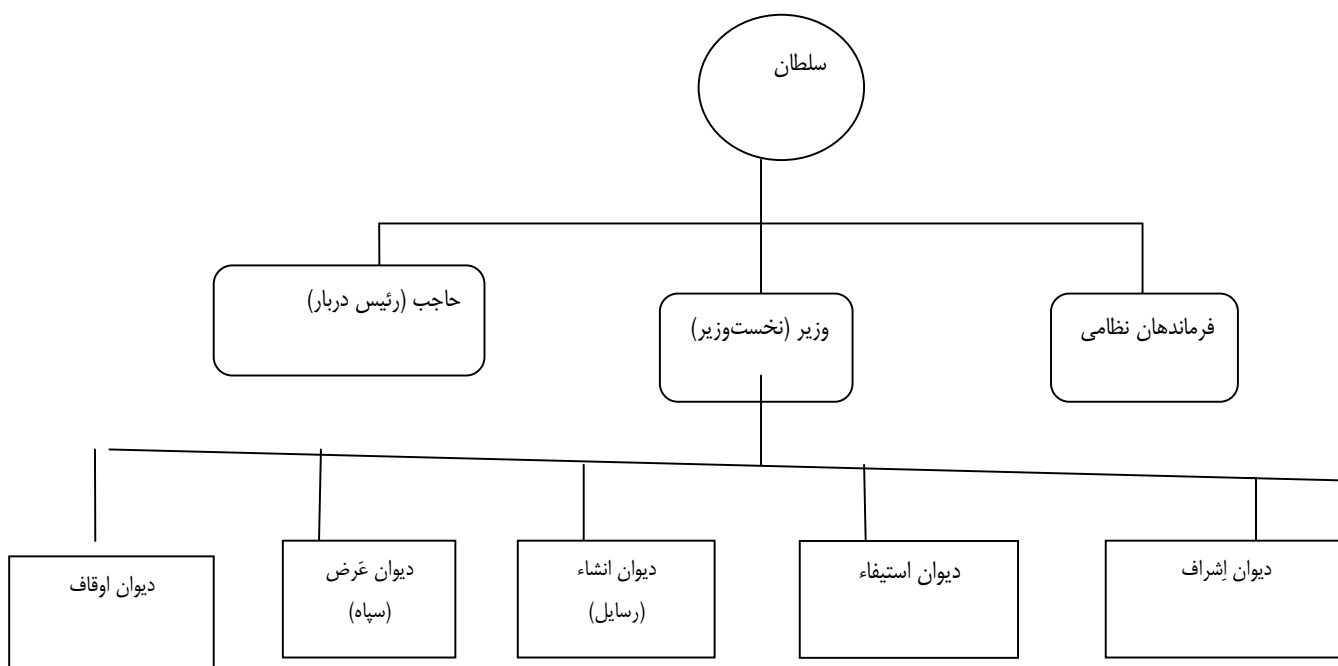 سلطان
فرماندهان نظامی
وزیر (نخست‌وزیر)
حاجب (رئیس دربار)
دیوان اِشراف
دیوان استیفاء
دیوان انشاء
(رسایل)
دیوان عَرض
(سپاه)
دیوان اوقاف